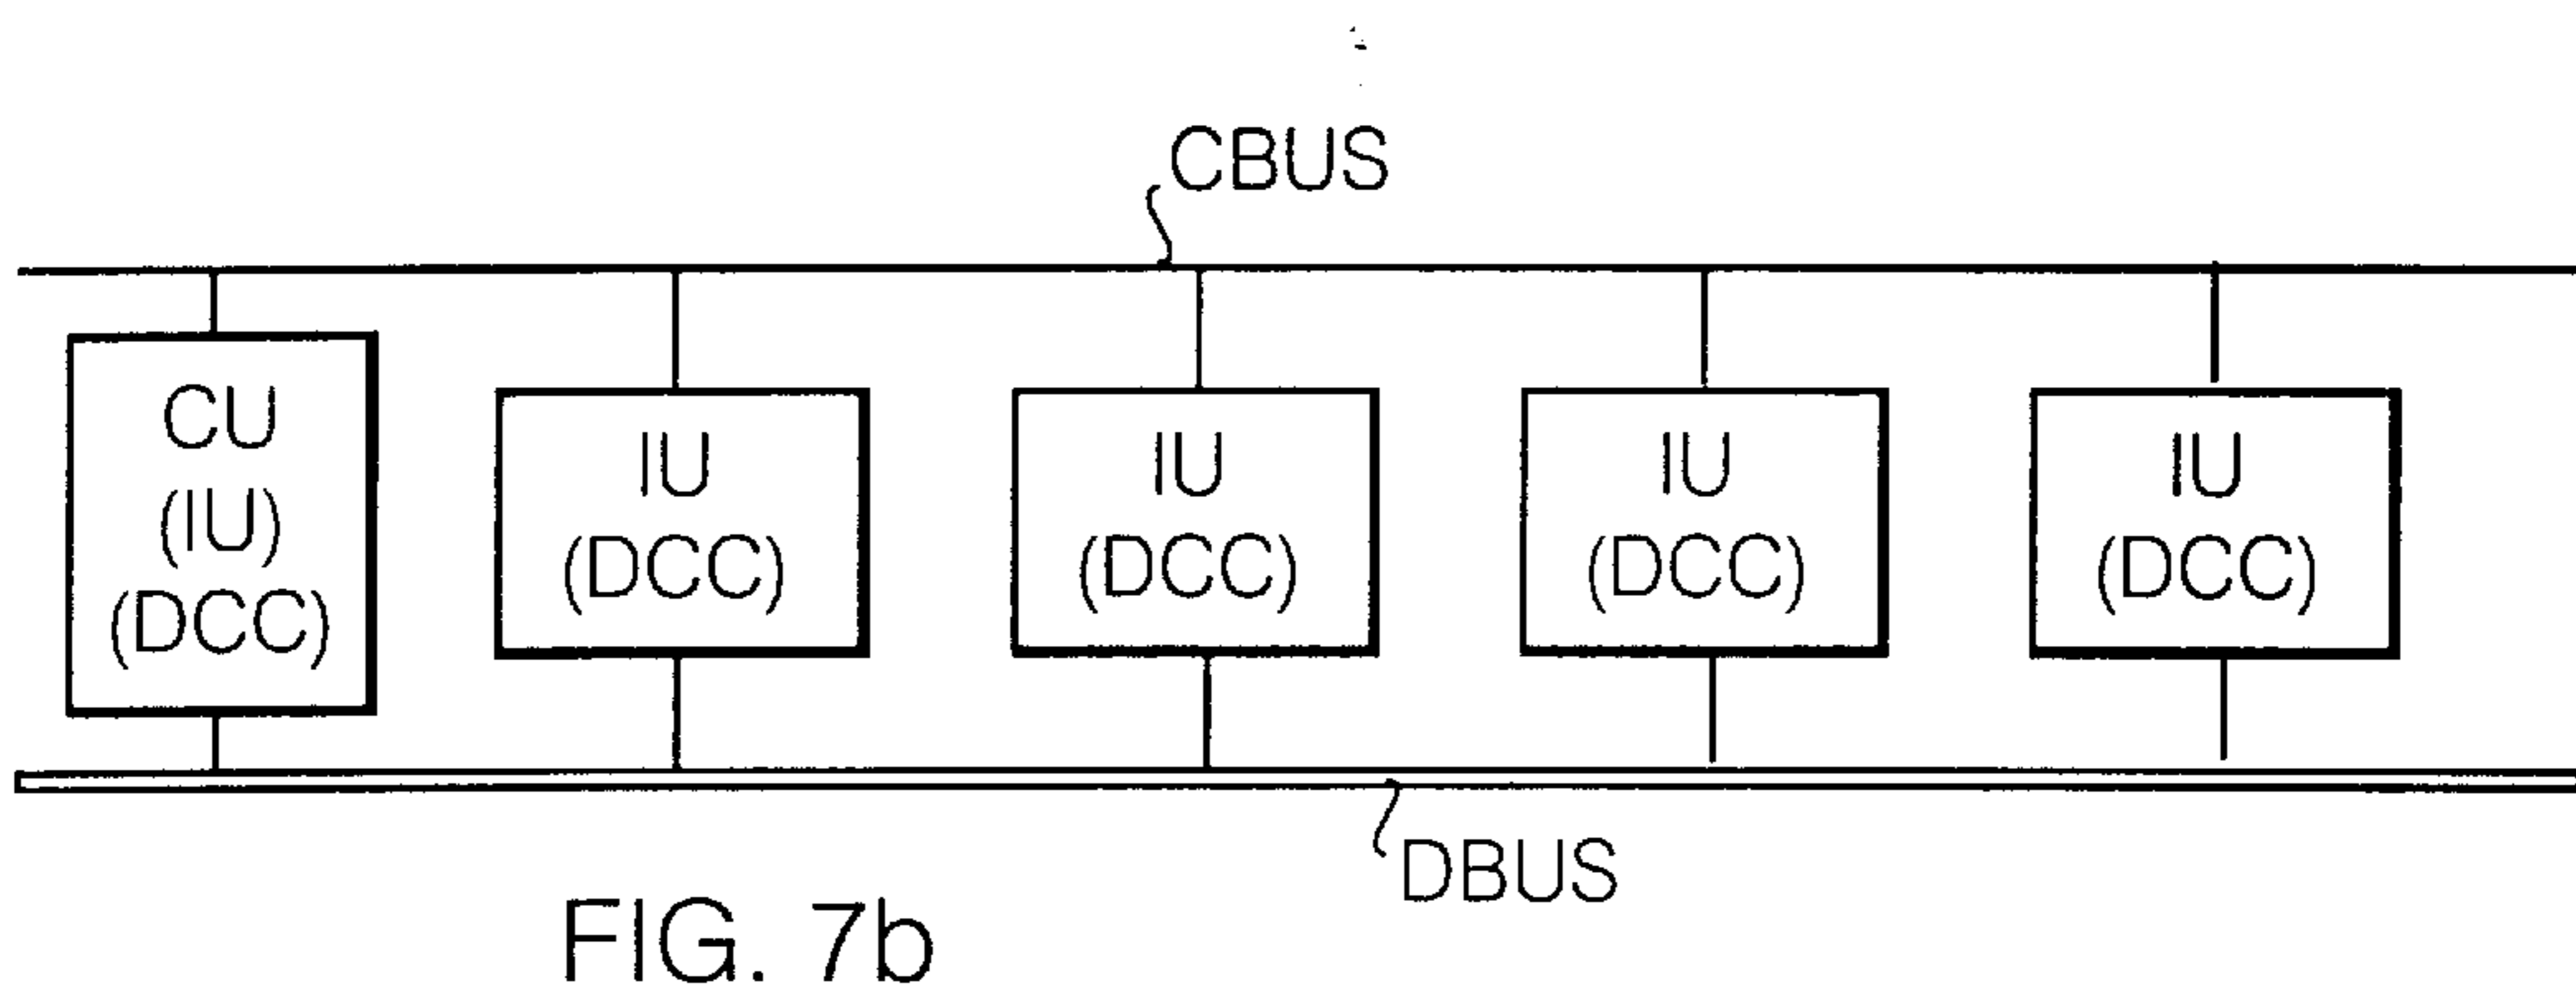 CBUS
CU
(IU)
(DCC)
IU
(DCC)
IU
(DCC)
IU
(DCC)
IU
(DCC)
DBUS
FIG. 7b